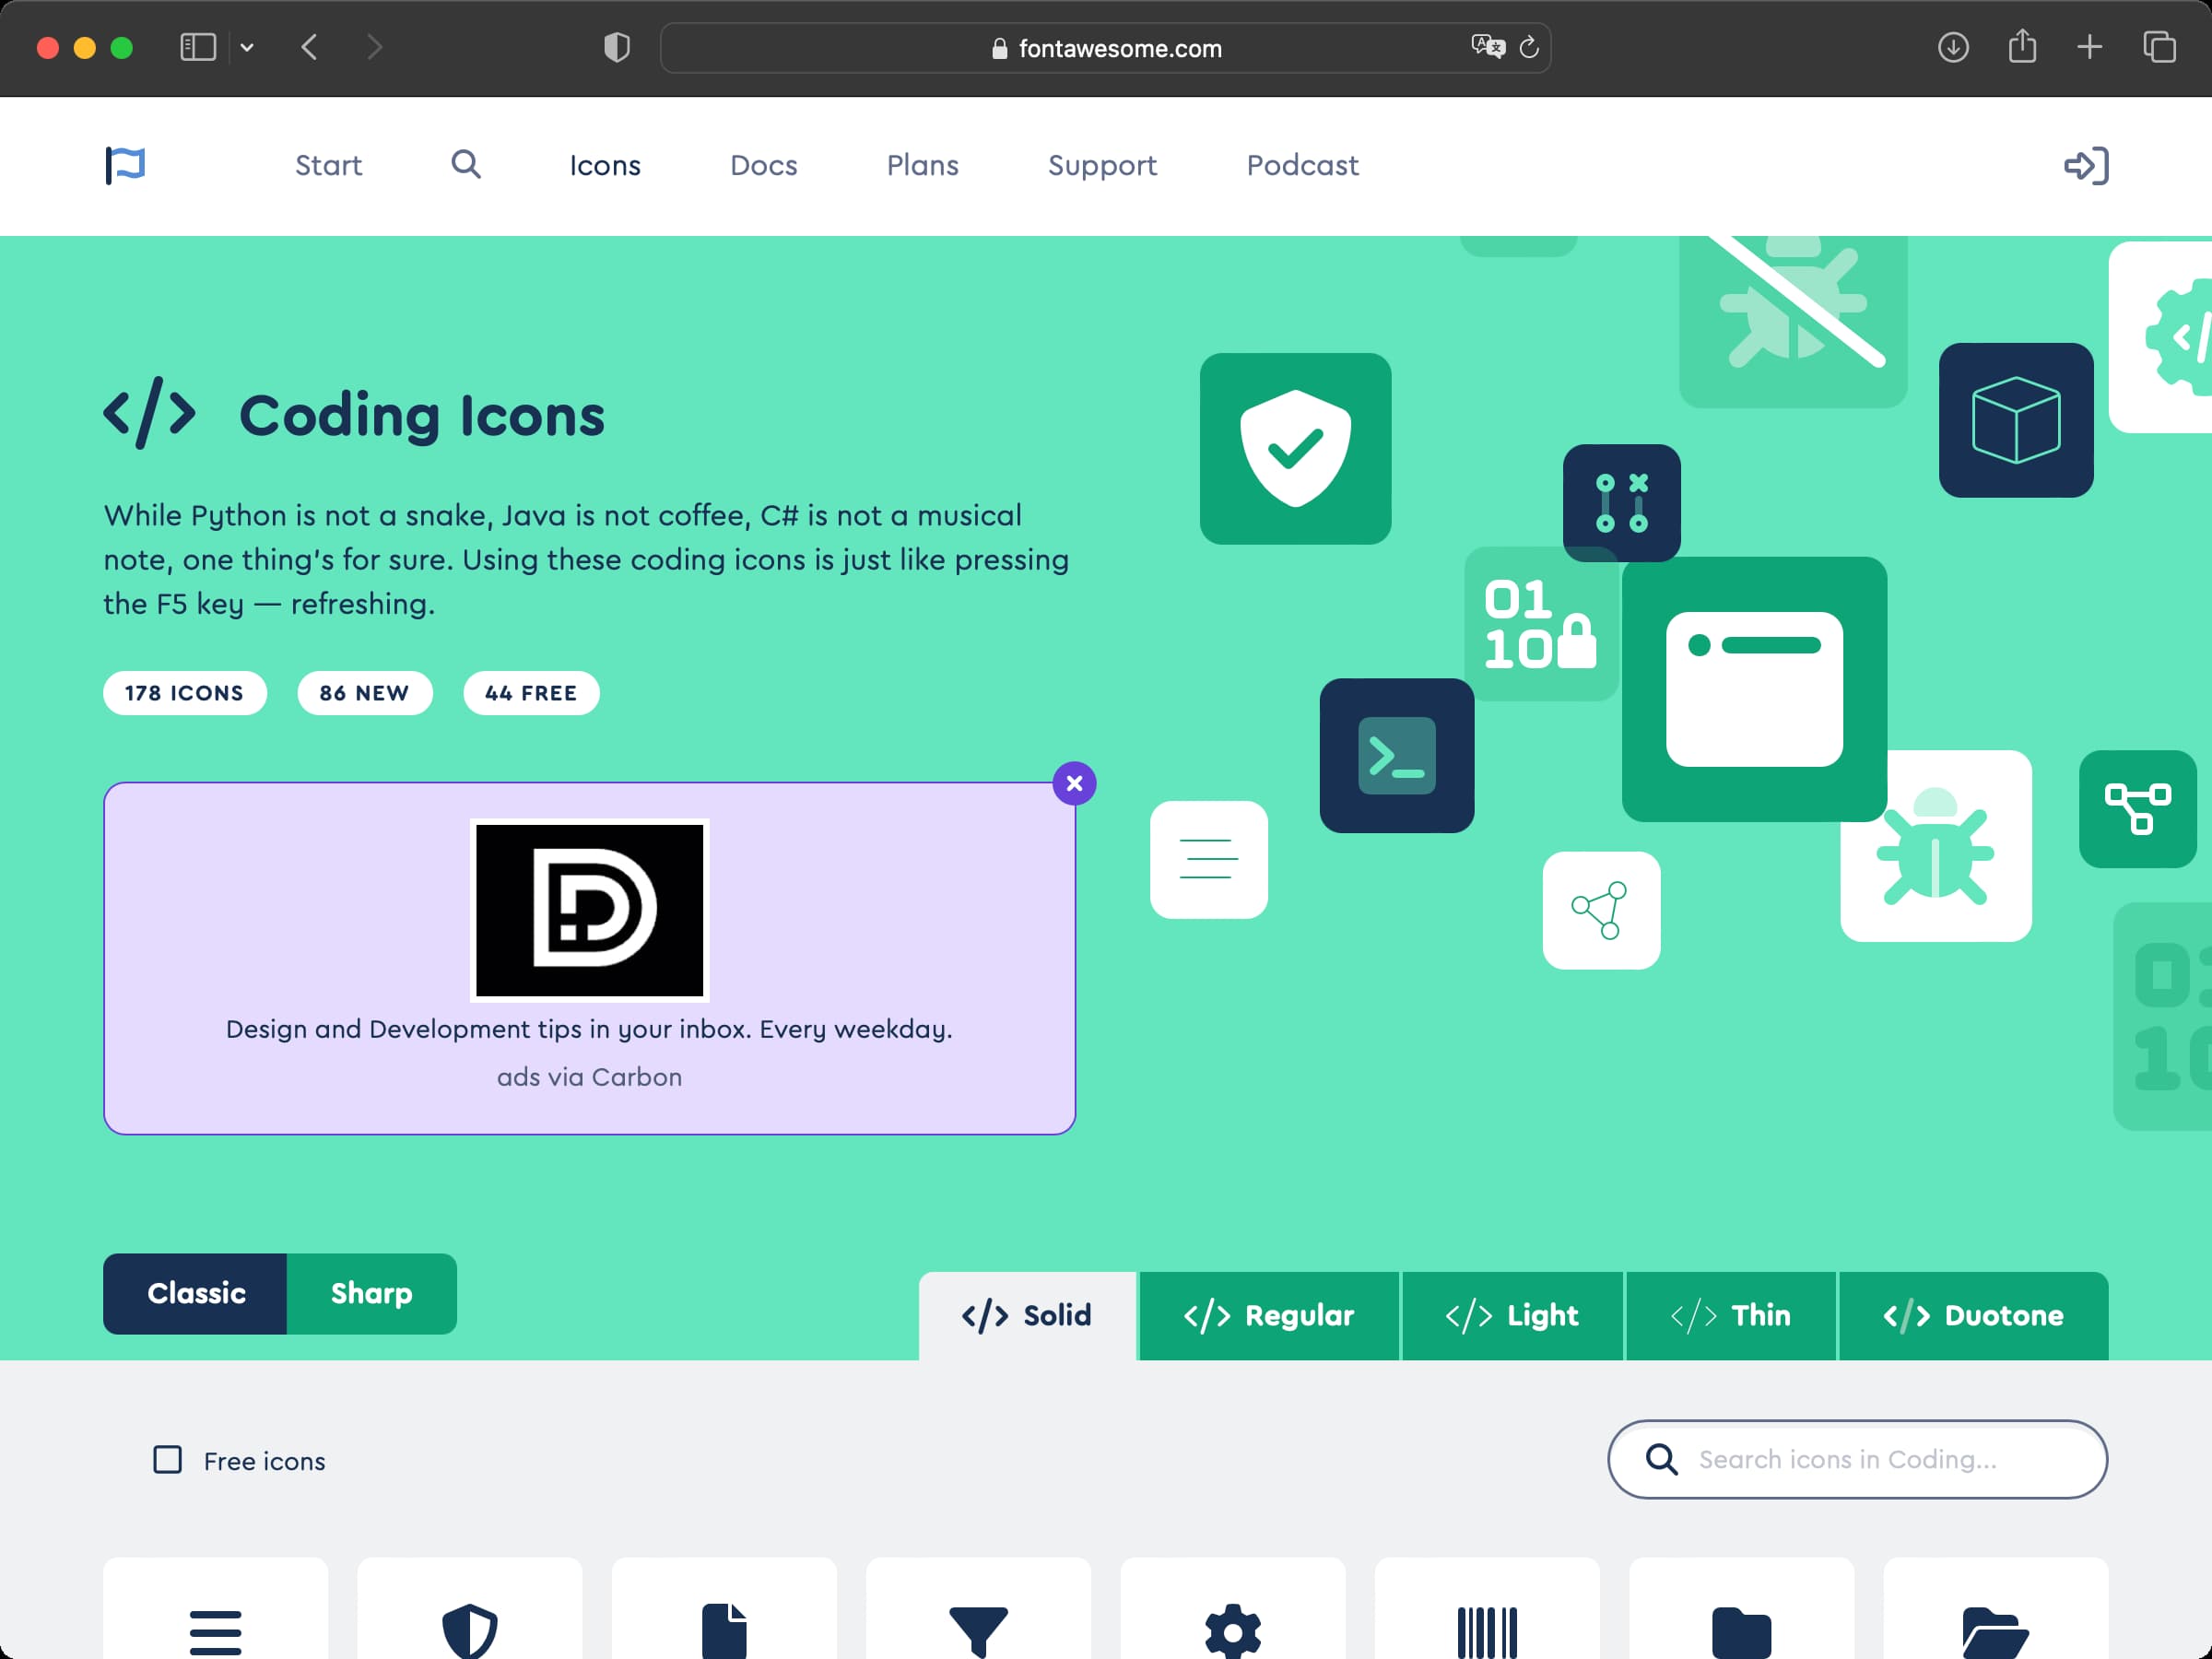 fontawesome.com
Start
Icons
Docs
Plans
Support
Podcast
Coding Icons
While Python is not a snake, Java is not coffee, C# is not a musical
note, one thing's for sure. Using these coding icons is just like pressing
the F5 key — refreshing.
178 ICONS
86 NEW
44 FREE
01
10
Design and Development tips in your inbox. Every weekday.
ads via Carbon
Classic
Sharp
Solid
Regular
Light
Thin
Duotone
Free icons
Search icons in Coding...